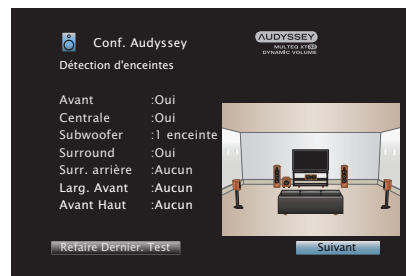 Conf. Audyssey
AUDYSSEY
MULTEQ XT32
DYNAMIC VOLUME
Détection d'enceintes
Avant :Oui
Centrale :Oui
Subwoofer :1 enceinte
Surround :Oui
Surr. arrière :Aucun
Larg. Avant :Aucun
Avant Haut :Aucun
Refaire Dernier. Test
Suivant